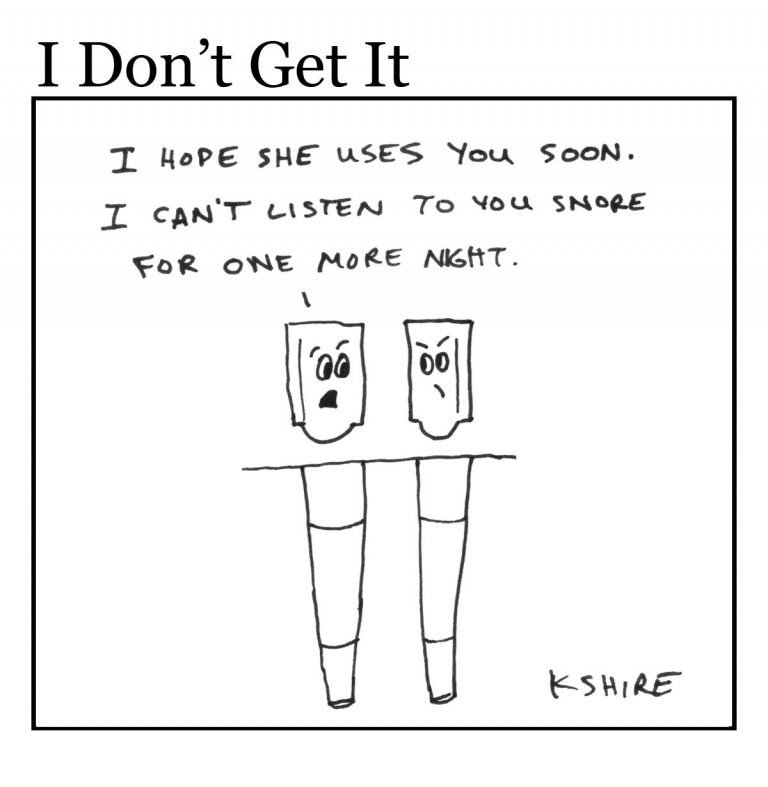 I Don't Get It
I HOPE SHE USES YOU SOON.
I CAN'T LISTEN TO YOU SNORE
FOR ONE MORE NIGHT.
KSHIRE